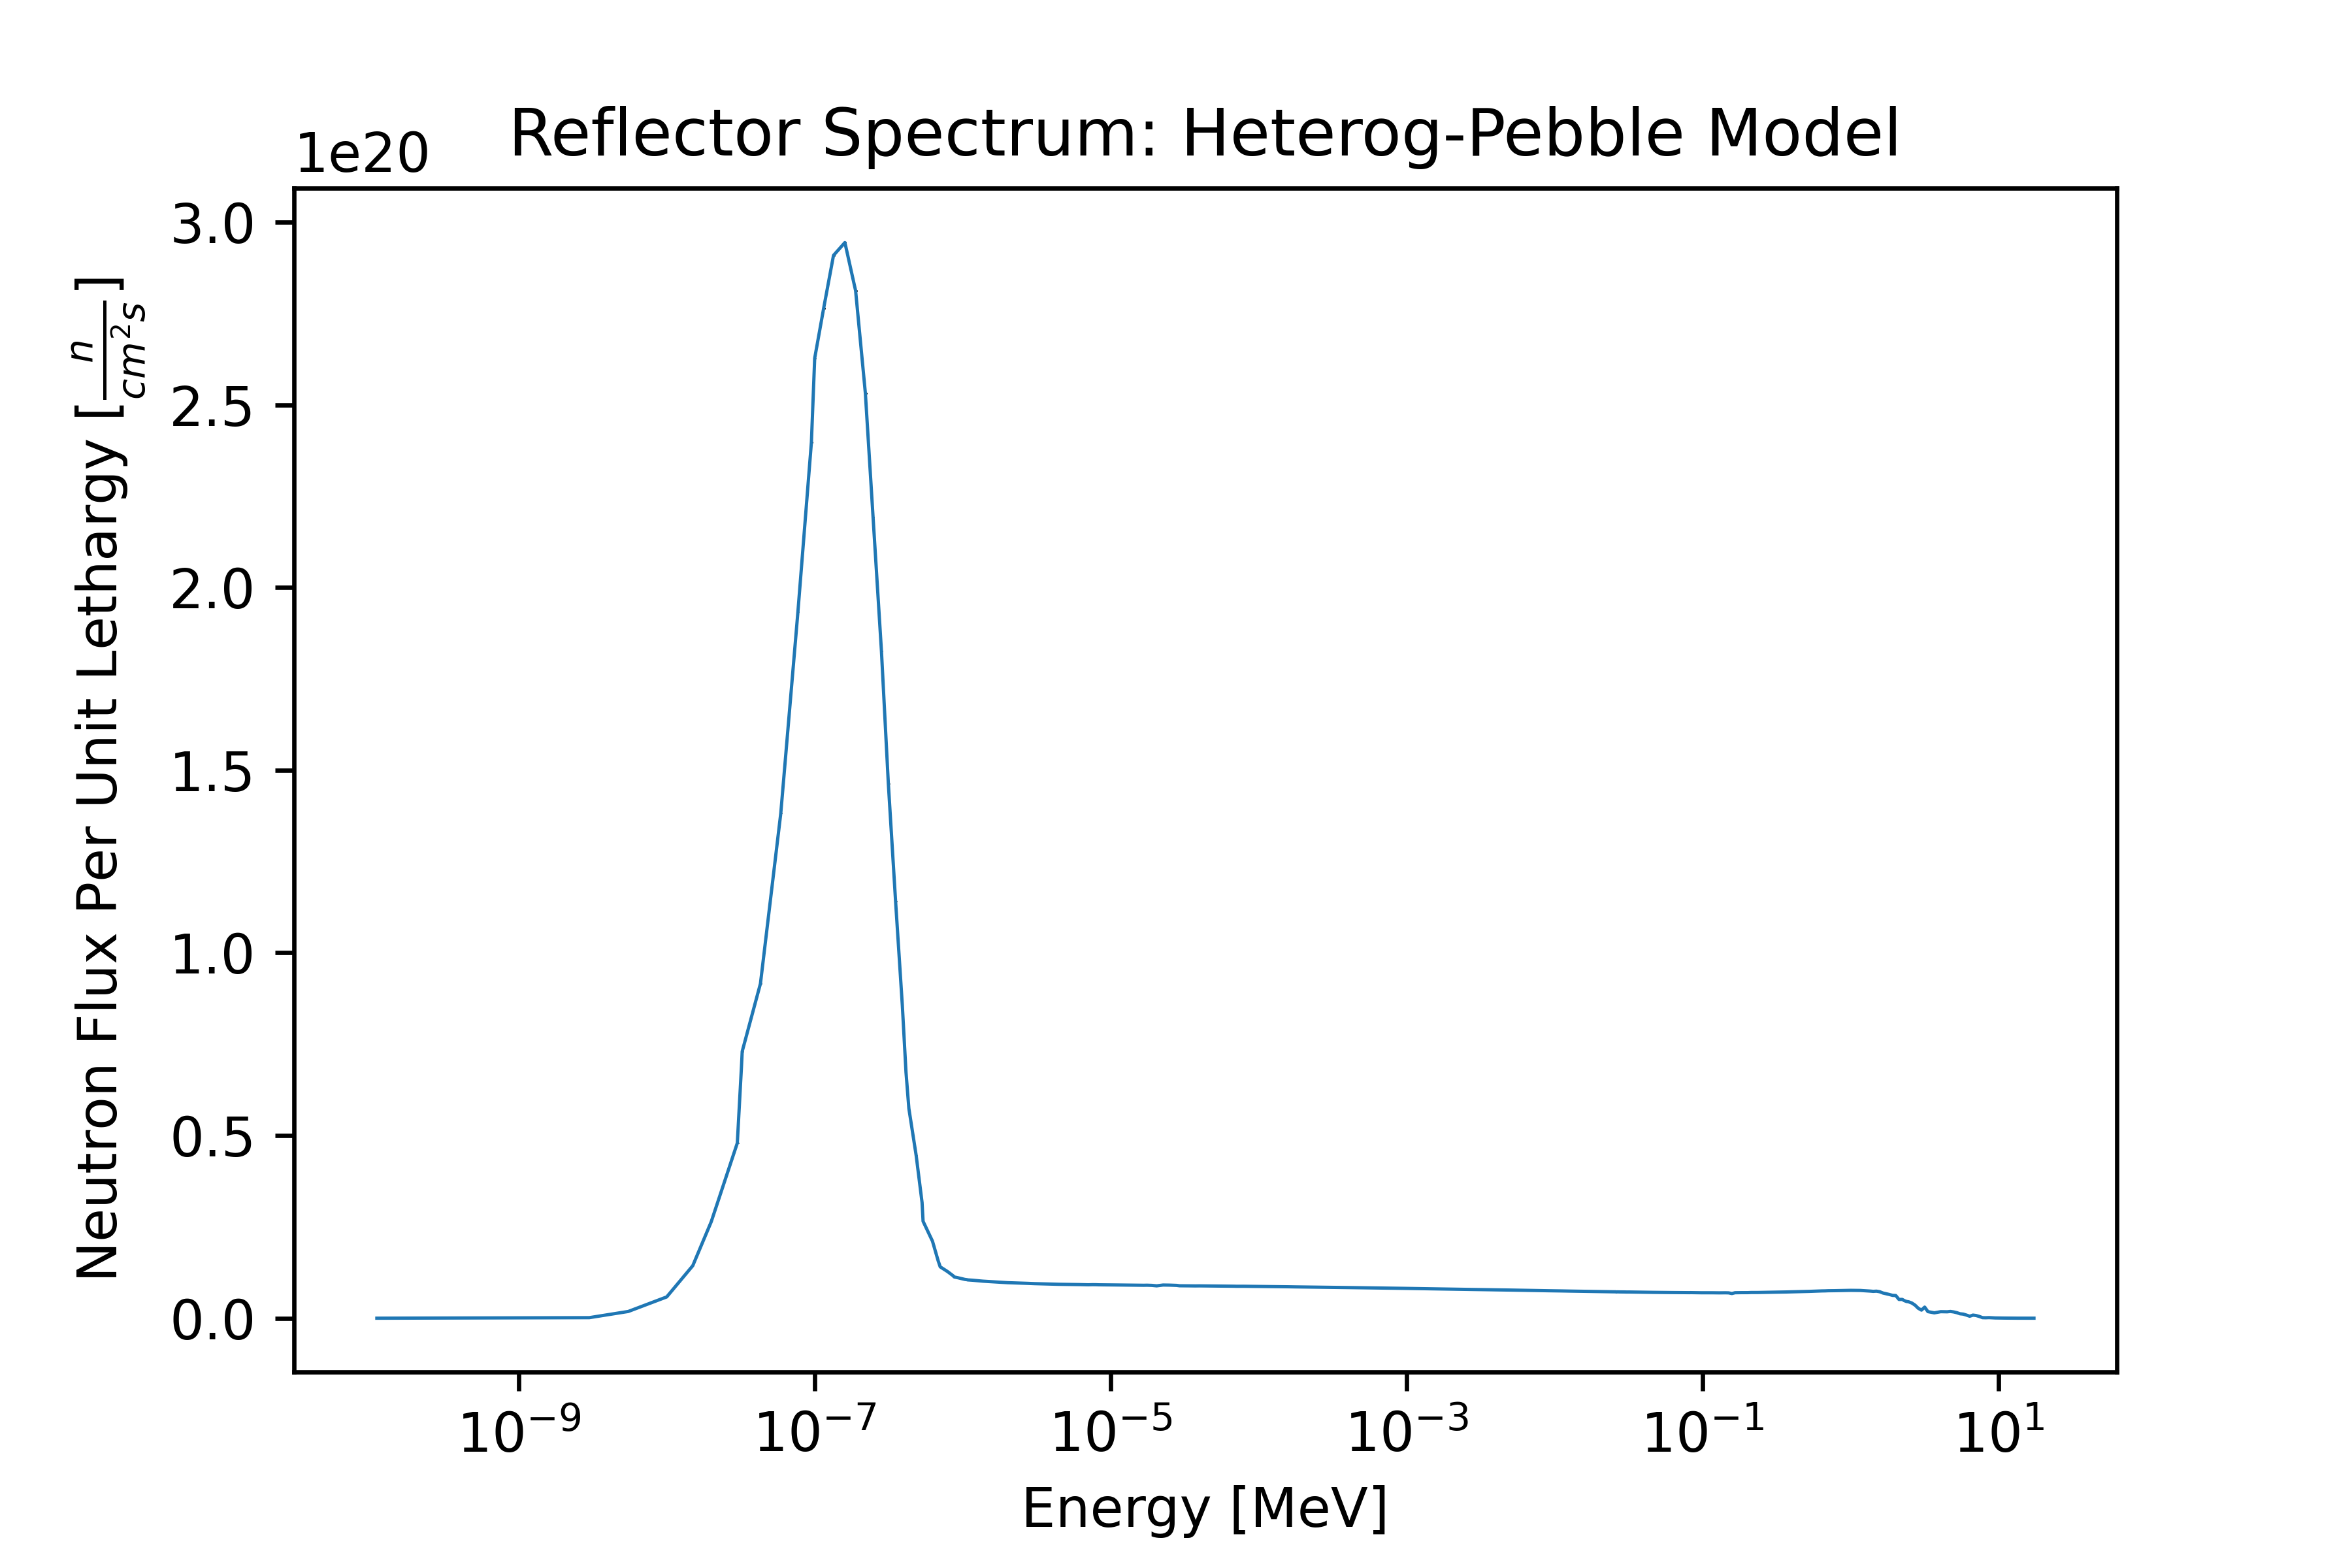 Reflector Spectrum: Heterog-Pebble Model
1e20
3.0
2.5
2.0
1.5
1.0
0.5
0.0
Neutron Flux Per Unit Lethargy [n/cm²s]
10⁻⁹ 10⁻⁷ 10⁻⁵ 10⁻³ 10⁻¹ 10¹
Energy [MeV]